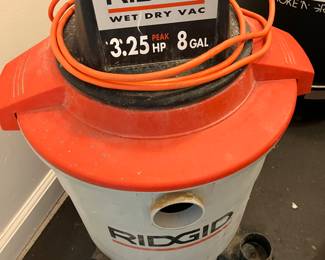 WET DRY VAC
3.25 PEAK HP 8 GAL
RIDGID